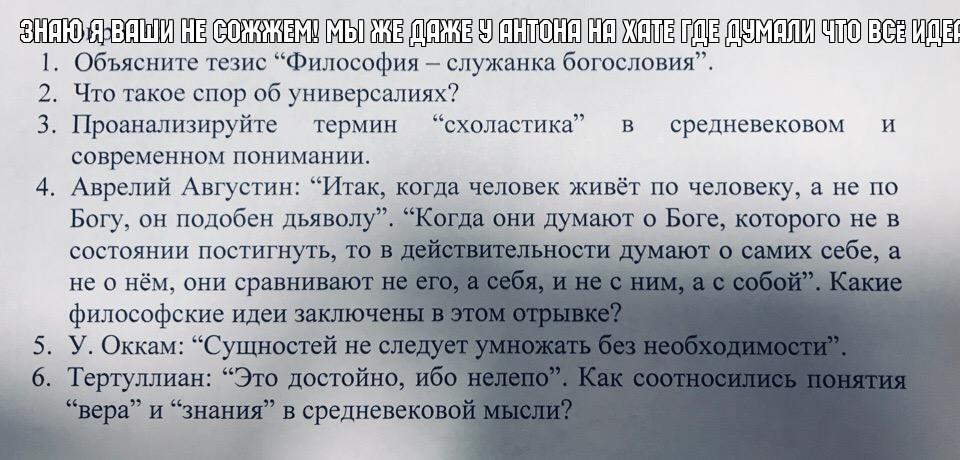 ЗНАЮ Я ВАШИ НЕ СОЖЖЕМ! МЫ ЖЕ ДАЖЕ У АНТОНА НА ХАТЕ ГДЕ ДУМАЛИ ЧТО ВСЁ
1. Объясните тезис “Философия – служанка богословия”.
2. Что такое спор об универсалиях?
3. Проанализируйте термин “схоластика” в средневековом и
современном понимании.
4. Аврелий Августин: “Итак, когда человек живёт по человеку, а не по
Богу, он подобен дьяволу”. “Когда они думают о Боге, которого не в
состоянии постигнуть, то в действительности думают о самих себе, а
не о нём, они сравнивают не его, а себя, и не с ним, а с собой”. Какие
философские идеи заключены в этом отрывке?
5. У. Оккам: “Сущностей не следует умножать без необходимости”.
6. Тертуллиан: “Это достойно, ибо нелепо”. Как соотносились понятия
“вера” и “знания” в средневековой мысли?